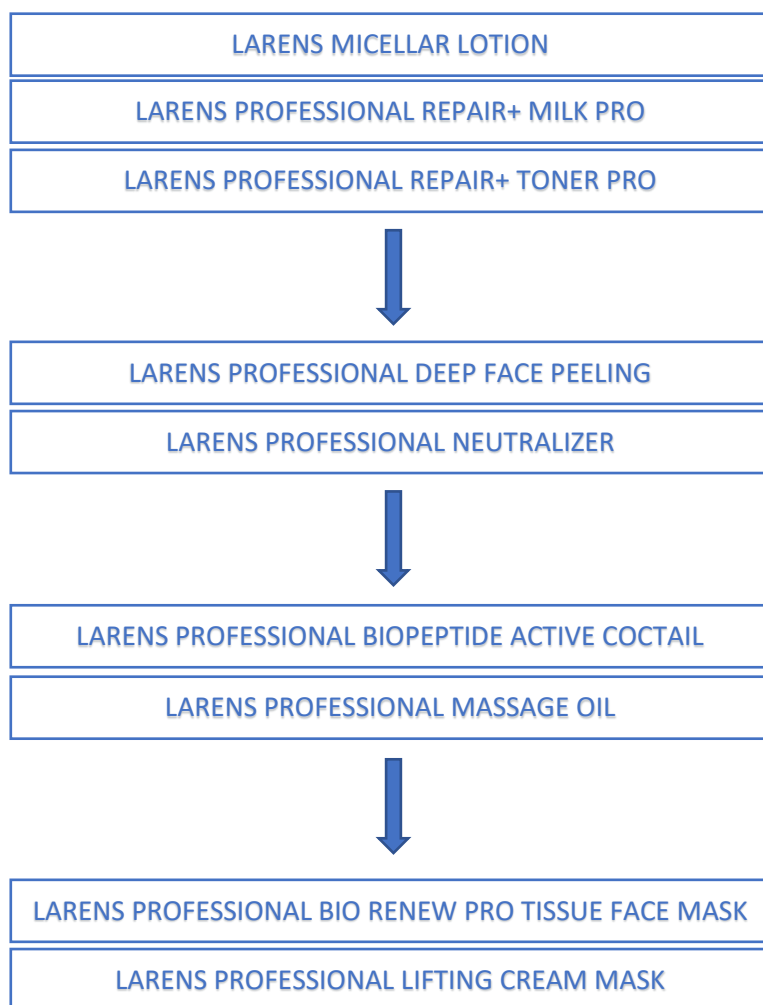 LARENS MICELLAR LOTION
LARENS PROFESSIONAL REPAIR+ MILK PRO
LARENS PROFESSIONAL REPAIR+ TONER PRO
LARENS PROFESSIONAL DEEP FACE PEELING
LARENS PROFESSIONAL NEUTRALIZER
LARENS PROFESSIONAL BIOPEPTIDE ACTIVE COCTAIL
LARENS PROFESSIONAL MASSAGE OIL
LARENS PROFESSIONAL BIO RENEW PRO TISSUE FACE MASK
LARENS PROFESSIONAL LIFTING CREAM MASK